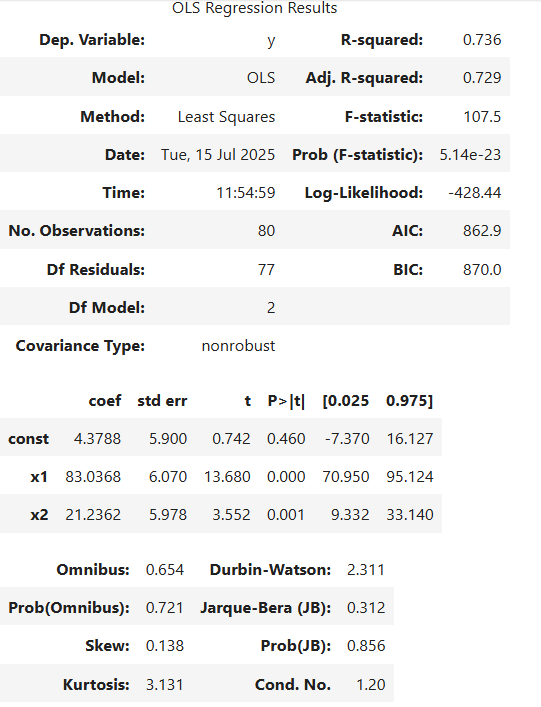 OLS Regression Results
Dep. Variable: y R-squared: 0.736
Model: OLS Adj. R-squared: 0.729
Method: Least Squares F-statistic: 107.5
Date: Tue, 15 Jul 2025 Prob (F-statistic): 5.14e-23
Time: 11:54:59 Log-Likelihood: -428.44
No. Observations: 80 AIC: 862.9
Df Residuals: 77 BIC: 870.0
Df Model: 2
Covariance Type: nonrobust
coef std err t P>|t| [0.025 0.975]
const 4.3788 5.900 0.742 0.460 -7.370 16.127
x1 83.0368 6.070 13.680 0.000 70.950 95.124
x2 21.2362 5.978 3.552 0.001 9.332 33.140
Omnibus: 0.654 Durbin-Watson: 2.311
Prob(Omnibus): 0.721 Jarque-Bera (JB): 0.312
Skew: 0.138 Prob(JB): 0.856
Kurtosis: 3.131 Cond. No. 1.20